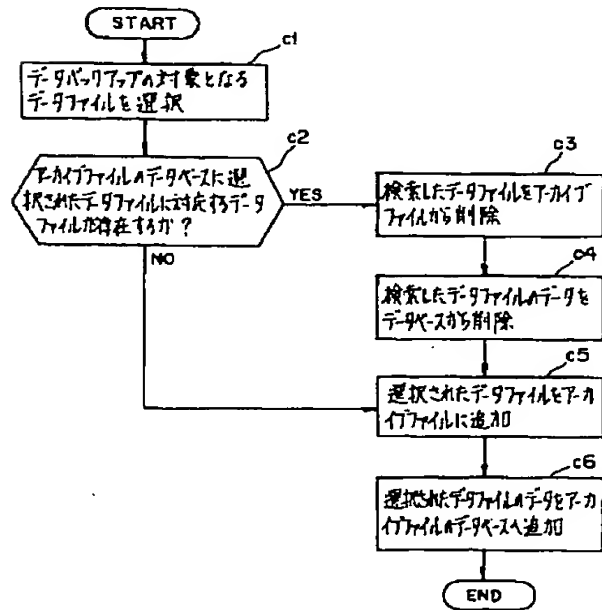 START
c1
データバックアップの対象となる
データファイルを選択
c2
アーカイブファイルのデータベースに選
択されたデータファイルに対応するデータ
ファイルが存在するか？
YES
NO
c3
検索したデータファイルをアーカイブ
ファイルから削除
c4
検索したデータファイルのデータを
データベースから削除
c5
選択されたデータファイルをアーカ
イブファイルに追加
c6
選択されたデータファイルのデータをアーカ
イブファイルのデータベースへ追加
END